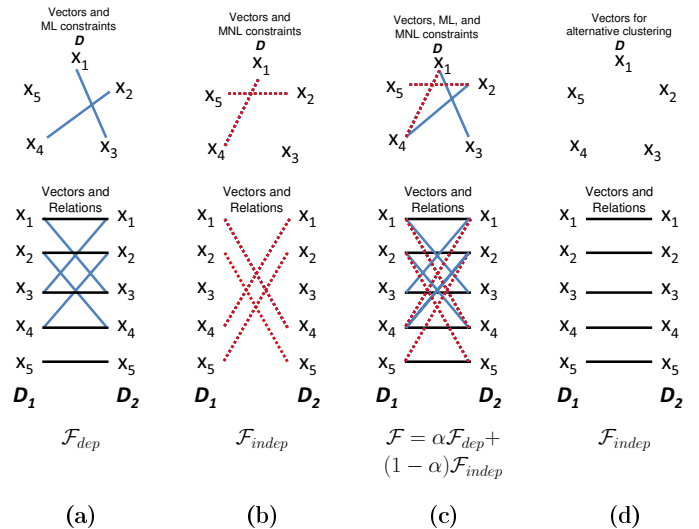 Vectors and
ML constraints
D
X1
X2
X5
X4
X3
Vectors and
Relations
X1 X1
X2 X2
X3 X3
X4 X4
X5 X5
D1 D2
Fdep
(a)
Vectors and
MNL constraints
D
X1
X5
X2
X4
X3
Vectors and
Relations
X1 X1
X2 X2
X3 X3
X4 X4
X5 X5
D1 D2
Findep
(b)
Vectors, ML, and
MNL constraints
D
X1
X5
X2
X4
X3
Vectors and
Relations
X1 X1
X2 X2
X3 X3
X4 X4
X5 X5
D1 D2
F = αFdep+
(1 − α)Findep
(c)
Vectors for
alternative clustering
D
X1
X5
X2
X4
X3
Vectors and
Relations
X1 X1
X2 X2
X3 X3
X4 X4
X5 X5
D1 D2
Findep
(d)